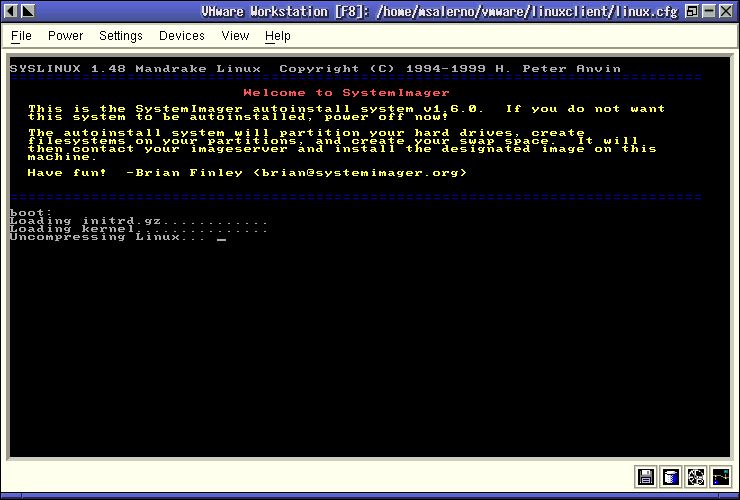 VMware Workstation [F8]: /home/msalerno/vmware/linuxclient/linux.cfg
File Power Settings Devices View Help
SYSLINUX 1.48 Mandrake Linux  Copyright (C) 1994-1999 H. Peter Anvin
Welcome to SystemImager
This is the SystemImager autoinstall system v1.6.0.  If you do not want
this system to be autoinstalled, power off now!
The autoinstall system will partition your hard drives, create
filesystems on your partitions, and create your swap space.  It will
then contact your imageserver and install the designated image on this
machine.
Have fun!  -Brian Finley (brian@systemimager.org)
boot:
Loading initrd.gz............
Loading kernel...............
Uncompressing Linux... _